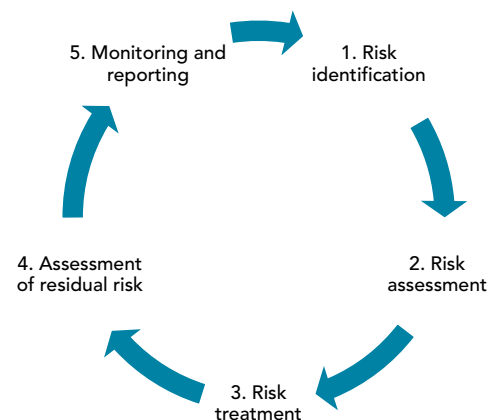 1. Risk
identification
2. Risk
assessment
3. Risk
treatment
4. Assessment
of residual risk
5. Monitoring and
reporting